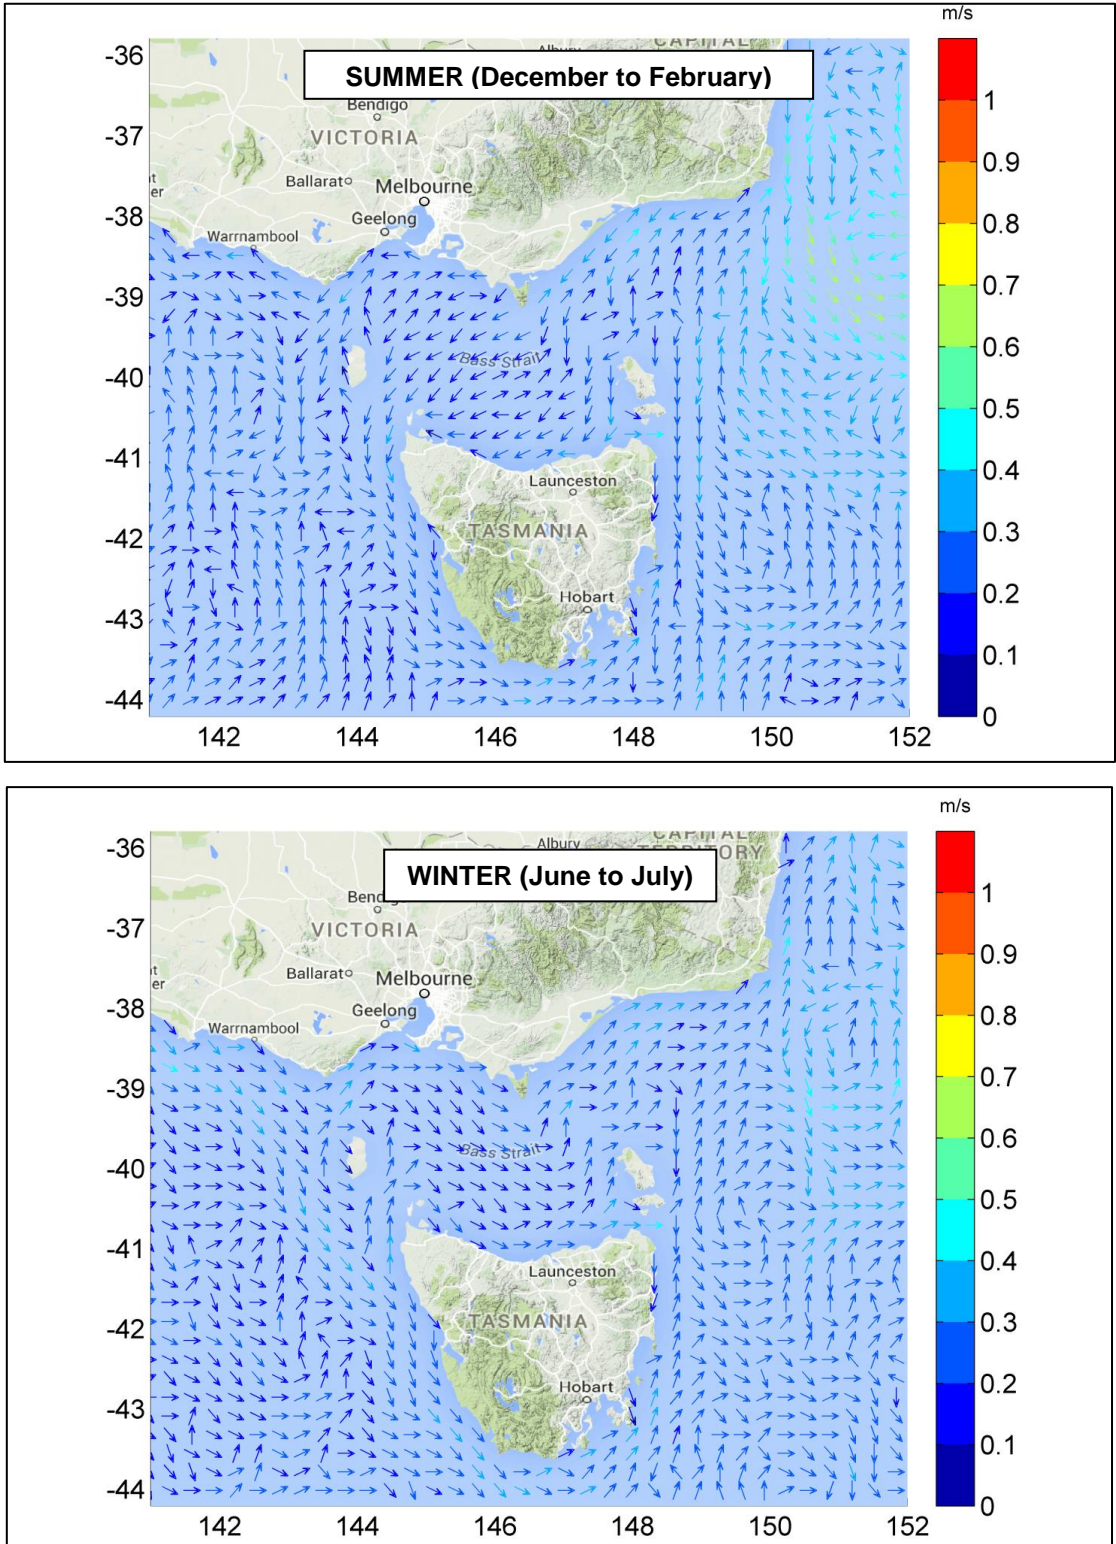 m/s
SUMMER (December to February)
CAPITAL
-36
1
Bendigo
-37
VICTORIA
0.9
Ballarat
Melbourne
0.8
-38
Geelong
Warrnambool
0.7
-39
0.6
Bass Strait
-40
0.5
-41
0.4
Launceston
-42
TASMANIA
0.3
0.2
Hobart
-43
0.1
-44
0
142 144 146 148 150 152
m/s
-36
Albury
CAPITAL
TERRITORY
WINTER (June to July)
1
-37
VICTORIA
0.9
Ballarat
Melbourne
0.8
-38
Geelong
Warrnambool
0.7
-39
0.6
Bass Strait
-40
0.5
-41
0.4
Launceston
-42
TASMANIA
0.3
0.2
Hobart
-43
0.1
-44
0
142 144 146 148 150 152